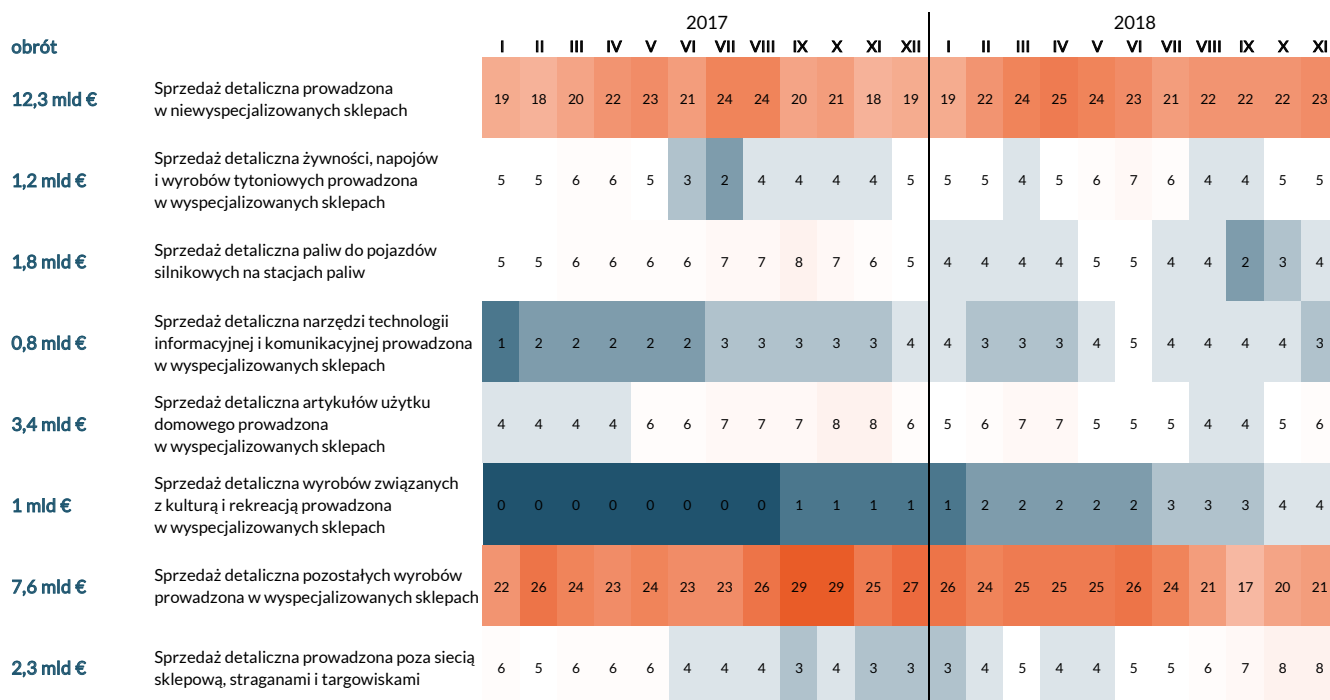 2017 2018
obrót I II III IV V VI VII VIII IX X XI XII I II III IV V VI VII VIII IX X XI
12,3 mld € Sprzedaż detaliczna prowadzona
w niewyspecjalizowanych sklepach
19 18 20 22 23 21 24 24 20 21 18 19 19 22 24 25 24 23 21 22 22 22 23
1,2 mld € Sprzedaż detaliczna żywności, napojów
i wyrobów tytoniowych prowadzona
w wyspecjalizowanych sklepach
5 5 6 6 5 3 2 4 4 4 4 5 5 5 4 5 6 7 6 4 4 5 5
1,8 mld € Sprzedaż detaliczna paliw do pojazdów
silnikowych na stacjach paliw
5 5 6 6 6 6 7 7 8 7 6 5 4 4 4 4 5 5 4 4 2 3 4
0,8 mld € Sprzedaż detaliczna narzędzi technologii
informacyjnej i komunikacyjnej prowadzona
w wyspecjalizowanych sklepach
1 2 2 2 2 2 3 3 3 3 3 4 4 3 3 3 4 5 4 4 4 4 3
3,4 mld € Sprzedaż detaliczna artykułów użytku
domowego prowadzona
w wyspecjalizowanych sklepach
4 4 4 4 6 6 7 7 7 8 8 6 5 6 7 7 5 5 5 4 4 5 6
1 mld € Sprzedaż detaliczna wyrobów związanych
z kulturą i rekreacją prowadzona
w wyspecjalizowanych sklepach
0 0 0 0 0 0 0 0 1 1 1 1 1 2 2 2 2 2 3 3 3 4 4
7,6 mld € Sprzedaż detaliczna pozostałych wyrobów
prowadzona w wyspecjalizowanych sklepach
22 26 24 23 24 23 23 26 29 29 25 27 26 24 25 25 25 26 24 21 17 20 21
2,3 mld € Sprzedaż detaliczna prowadzona poza siecią
sklepową, straganami i targowiskami
6 5 6 6 6 4 4 4 3 4 3 3 3 4 5 4 4 5 5 6 7 8 8